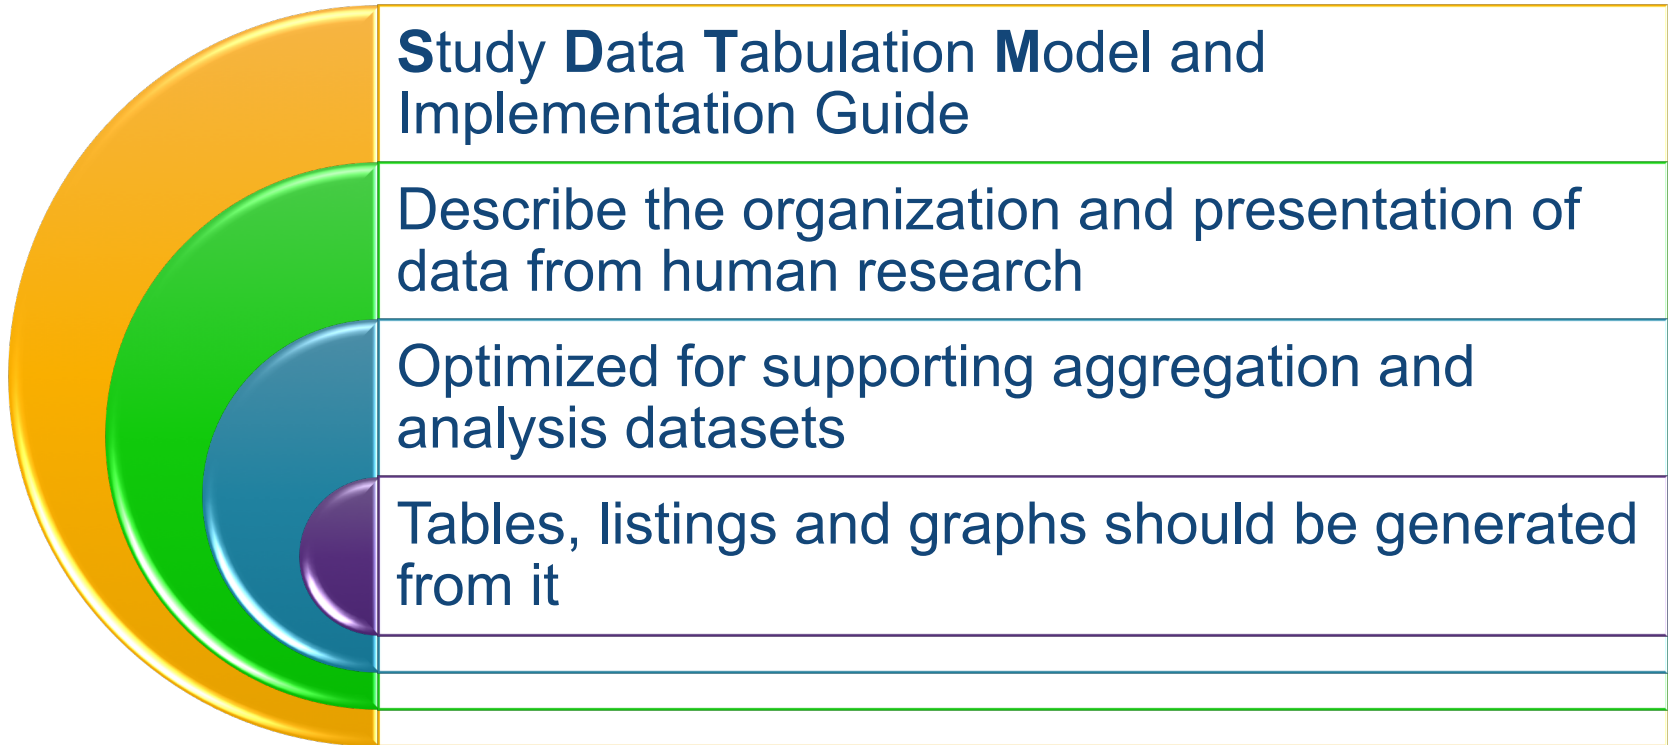 Study Data Tabulation Model and
Implementation Guide
Describe the organization and presentation of
data from human research
Optimized for supporting aggregation and
analysis datasets
Tables, listings and graphs should be generated
from it